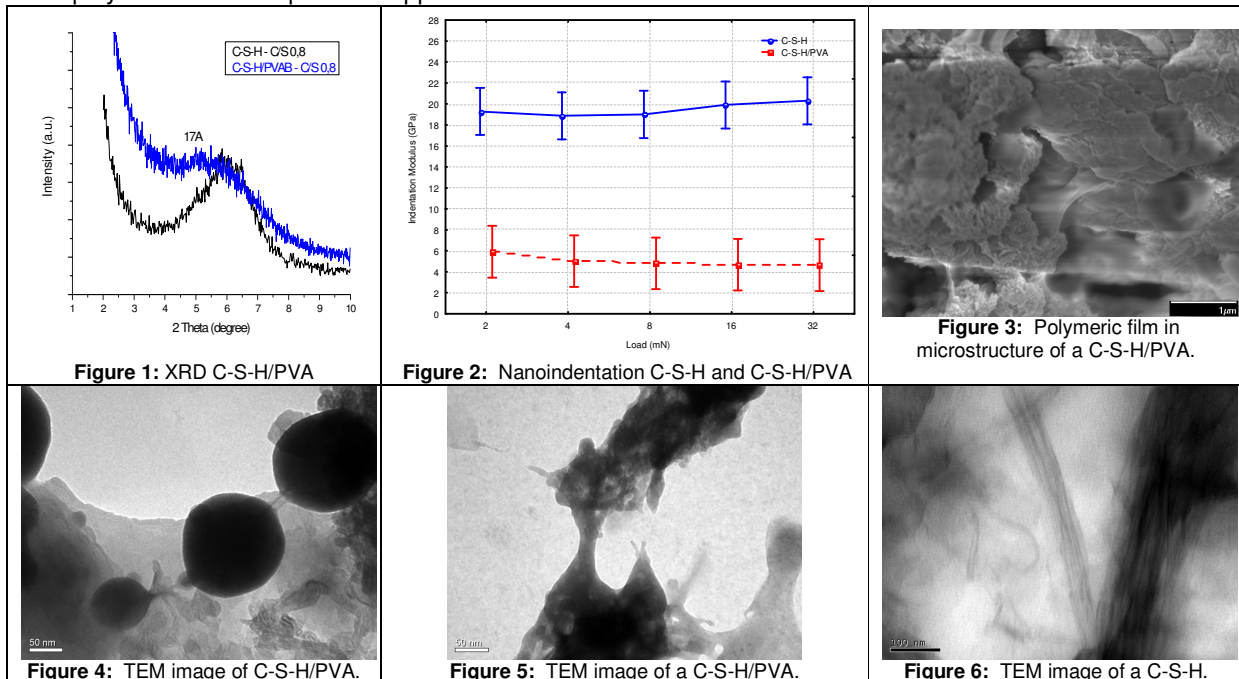 C-S-H - C/S 0,8
C-S-H/PVAB - C/S 0,8
17A
Intensity (a.u.)
1 2 3 4 5 6 7 8 9 10
2 Theta (degree)
Figure 1: XRD C-S-H/PVA
28
26
24
22
20
18
16
14
12
10
8
6
4
2
0
C-S-H
C-S-H/PVA
Indentation Modulus (GPa)
2 4 8 16 32
Load (mN)
Figure 2: Nanoindentation C-S-H and C-S-H/PVA
1µm
Figure 3: Polymeric film in
microstructure of a C-S-H/PVA.
50 nm
Figure 4: TEM image of C-S-H/PVA.
50 nm
Figure 5: TEM image of a C-S-H/PVA.
100 nm
Figure 6: TEM image of a C-S-H.